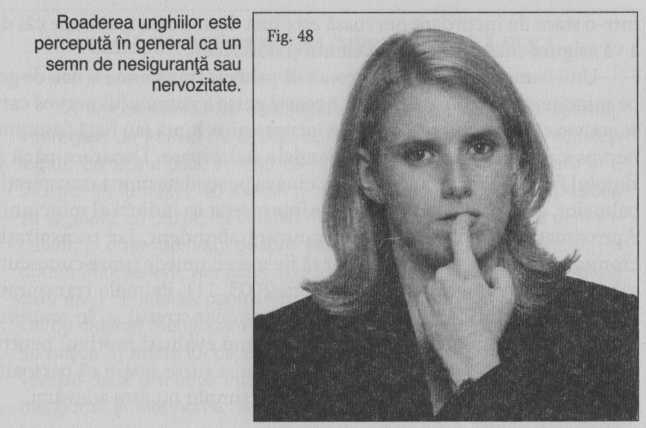 Roaderea unghiilor este
percepută în general ca un
semn de nesiguranţă sau
nervozitate.
Fig. 48